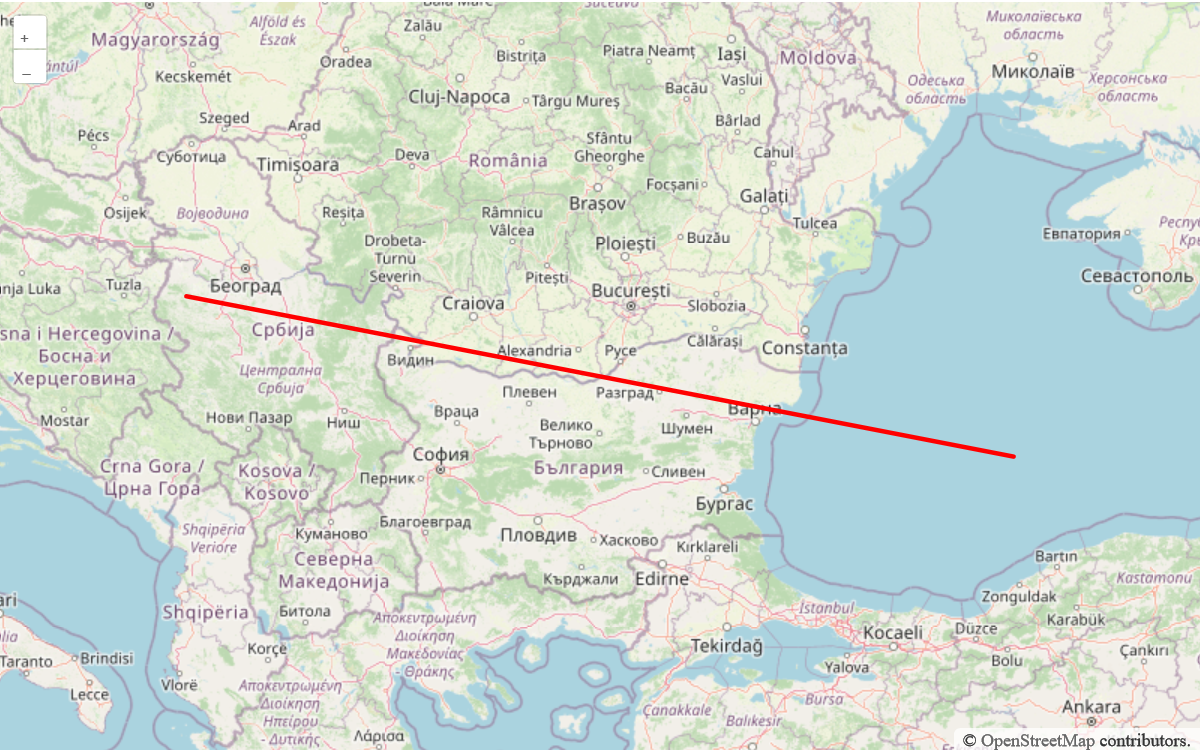 Baia Mare
Suceava
Миколаївська
область
Alföld és
Észak
Zalău
Magyarország
Bistrița
Piatra Neamț
Iași
Moldova
+
Oradea
Миколаїв
Kecskemét
Vaslui
Одеська
область
Херсонська
область
−
Cluj-Napoca
Târgu Mureș
Bacău
Szeged
Arad
Bârlad
Pécs
Sfântu
Gheorghe
Суботица
Timișoara
Deva
România
Cahul
Focșani
Galați
Osijek
Војводина
Reșița
Râmnicu
Vâlcea
Brașov
Tulcea
Drobeta-
Turnu
Severin
Ploiești
Buzău
Евпатория
Tuzla
Београд
Pitești
București
Севастополь
Craiova
Slobozia
Србија
Călărași
Constanța
Alexandria
Русе
Босна и
Херцеговина
Видин
Централна
Србија
Плевен
Разград
Mostar
Нови Пазар
Ниш
Враца
Варна
Велико
Търново
Шумен
София
България
Сливен
Crna Gora /
Црна Гора
Kosova /
Kosovo
Перник
Бургас
Благоевград
Shqipëria
Veriore
Куманово
Пловдив
Хасково
Kırklareli
Северна
Македонија
Кърджали
Edirne
Bartın
Kastamonu
Zonguldak
Shqipëria
Битола
Αποκεντρωμένη
Διοίκηση
Μακεδονίας
- Θράκης
İstanbul
Kocaeli
Düzce
Karabük
Tekirdağ
Korçë
Taranto
Brindisi
Yalova
Bolu
Çankırı
Lecce
Vlorë
Αποκεντρωμένη
Διοίκηση
Ηπείρου
- Δυτικής
Çanakkale
Bursa
Balıkesir
Ankara
Λάρισα
© OpenStreetMap contributors.